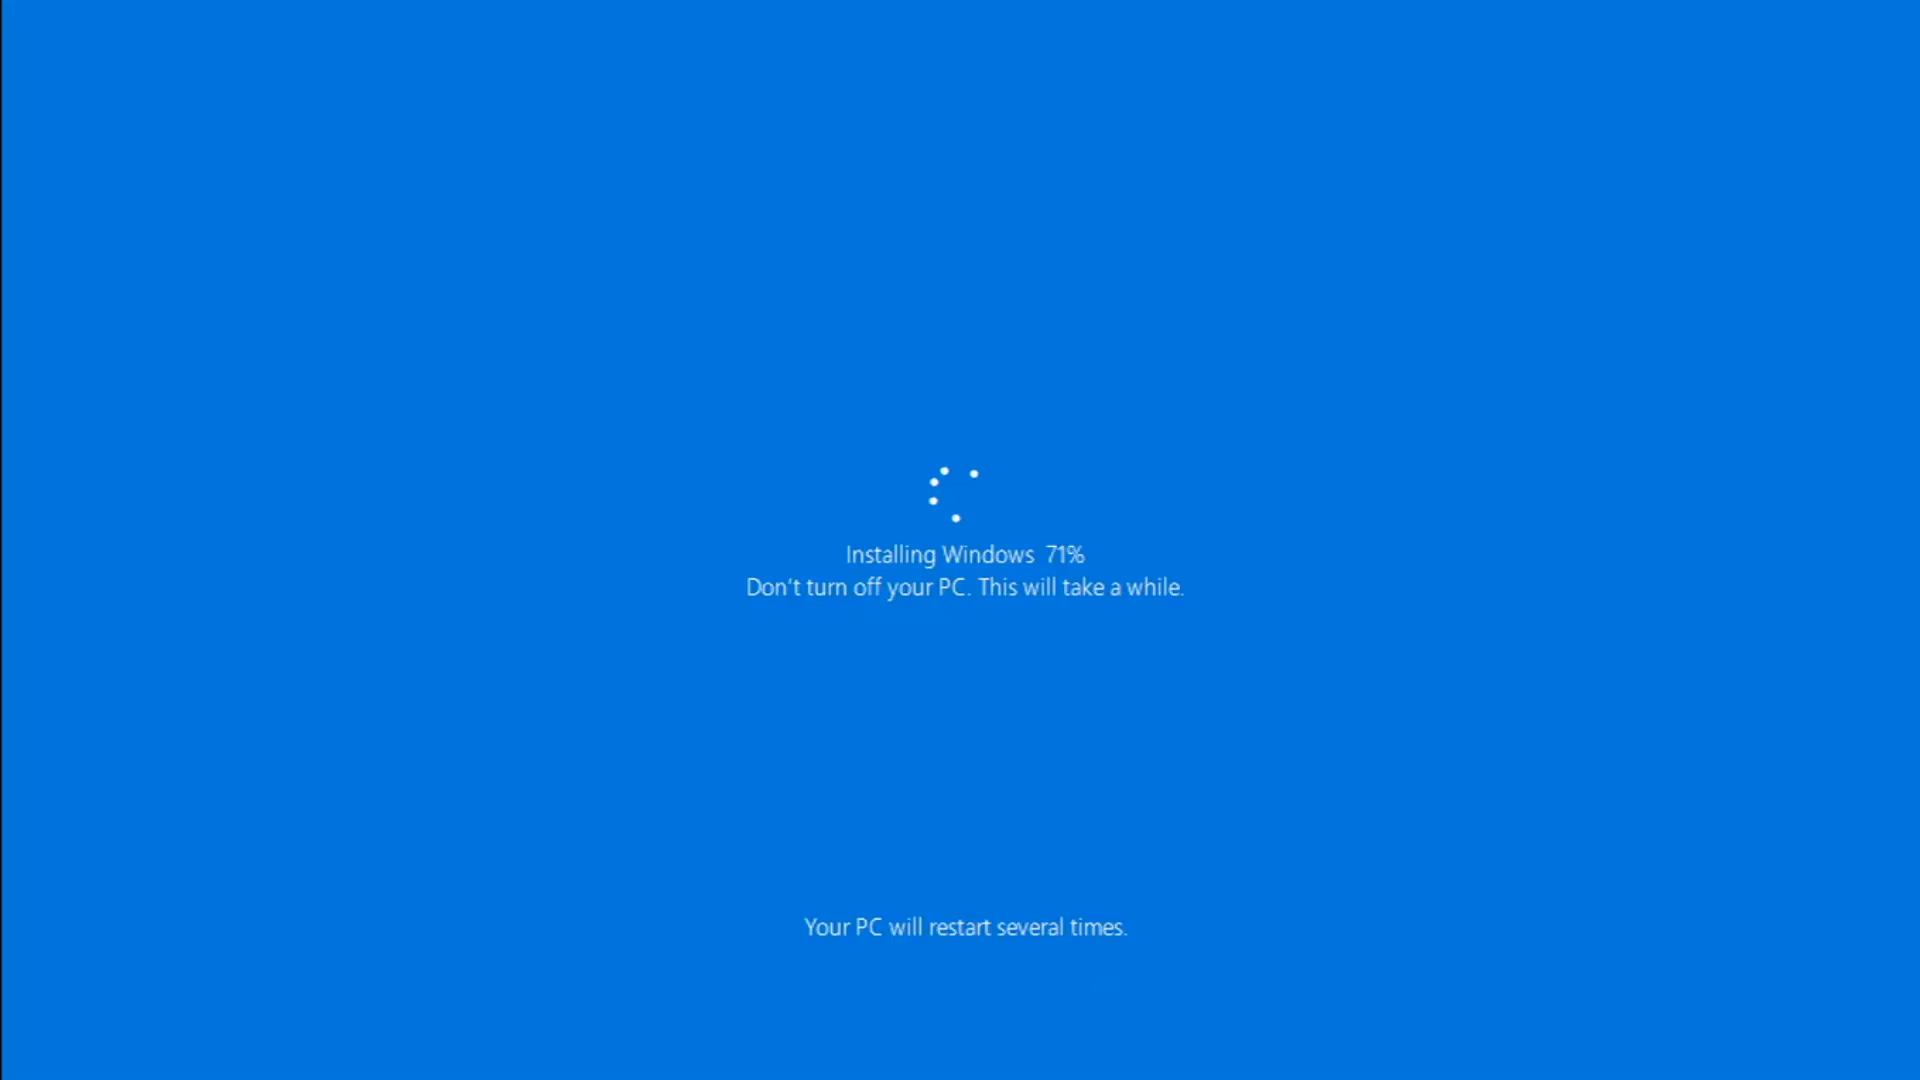 Installing Windows  71%
Don't turn off your PC. This will take a while.
Your PC will restart several times.